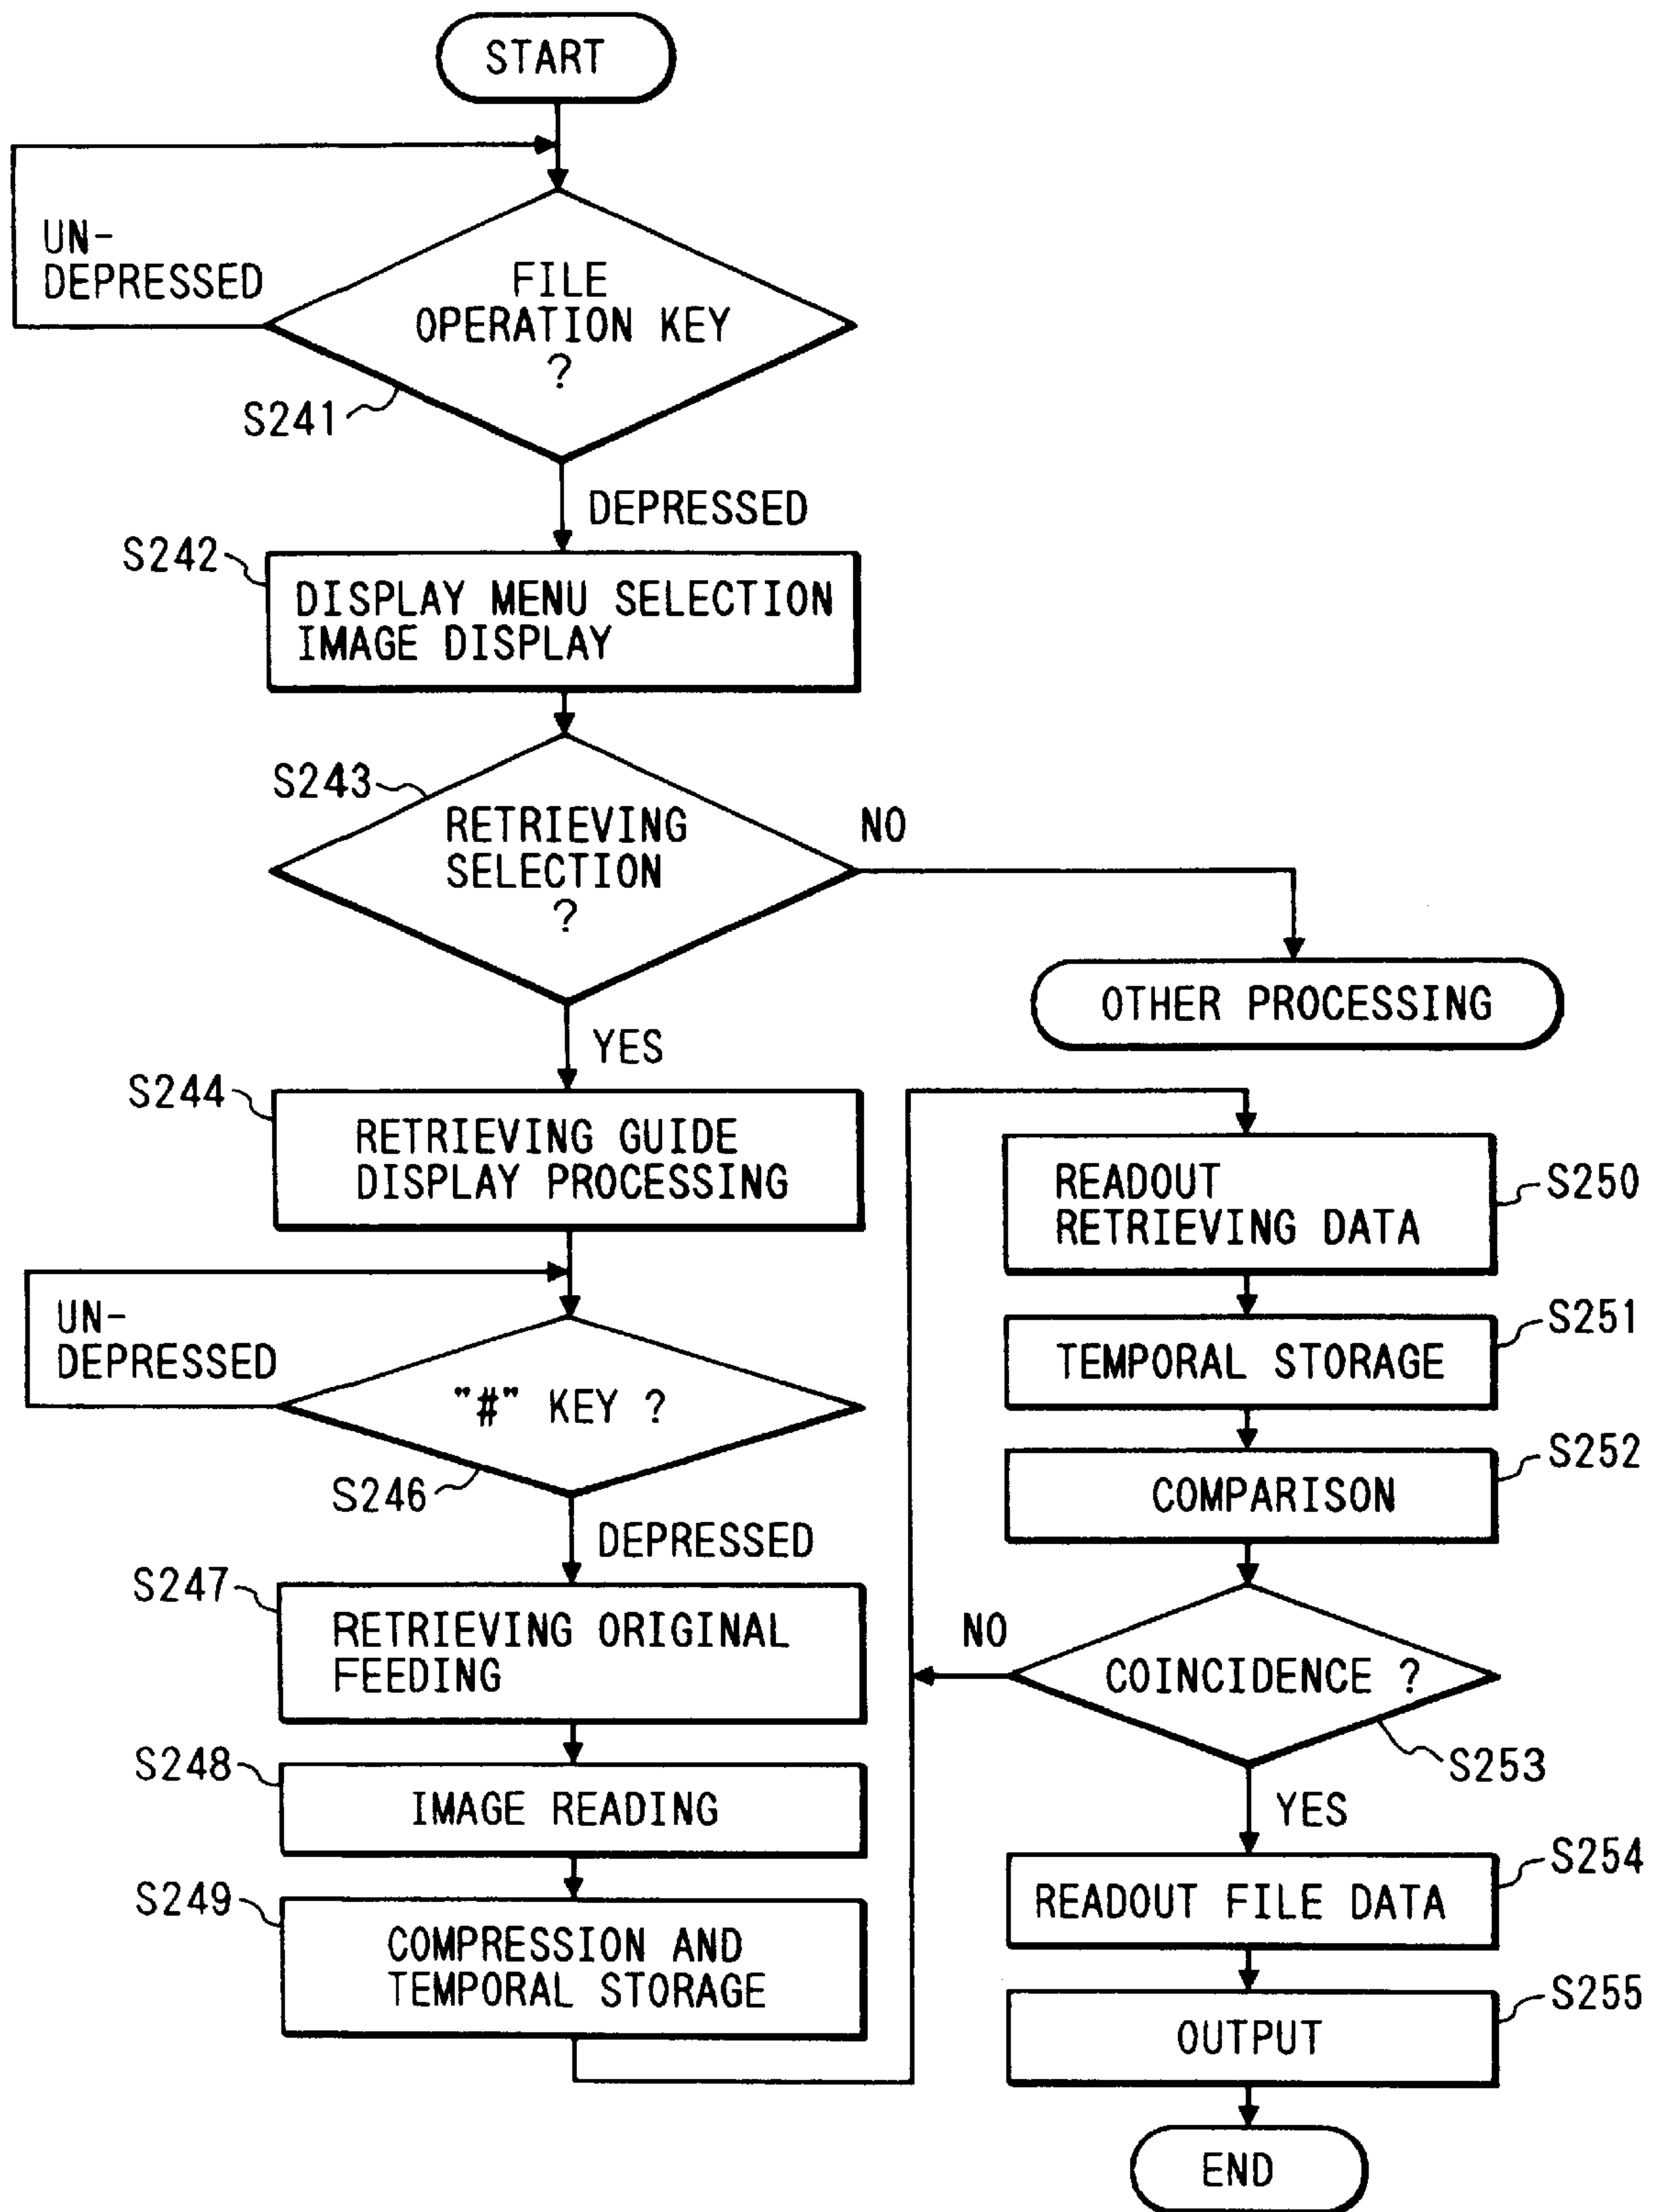 START
UN-
DEPRESSED
FILE
OPERATION KEY
?
S241
DEPRESSED
S242
DISPLAY MENU SELECTION
IMAGE DISPLAY
S243
RETRIEVING
SELECTION
?
NO
OTHER PROCESSING
YES
S244
RETRIEVING GUIDE
DISPLAY PROCESSING
UN-
DEPRESSED
"#" KEY ?
S246
DEPRESSED
S247
RETRIEVING ORIGINAL
FEEDING
S248
IMAGE READING
S249
COMPRESSION AND
TEMPORAL STORAGE
READOUT
RETRIEVING DATA
S250
TEMPORAL STORAGE
S251
COMPARISON
S252
NO
COINCIDENCE ?
S253
YES
READOUT FILE DATA
S254
OUTPUT
S255
END